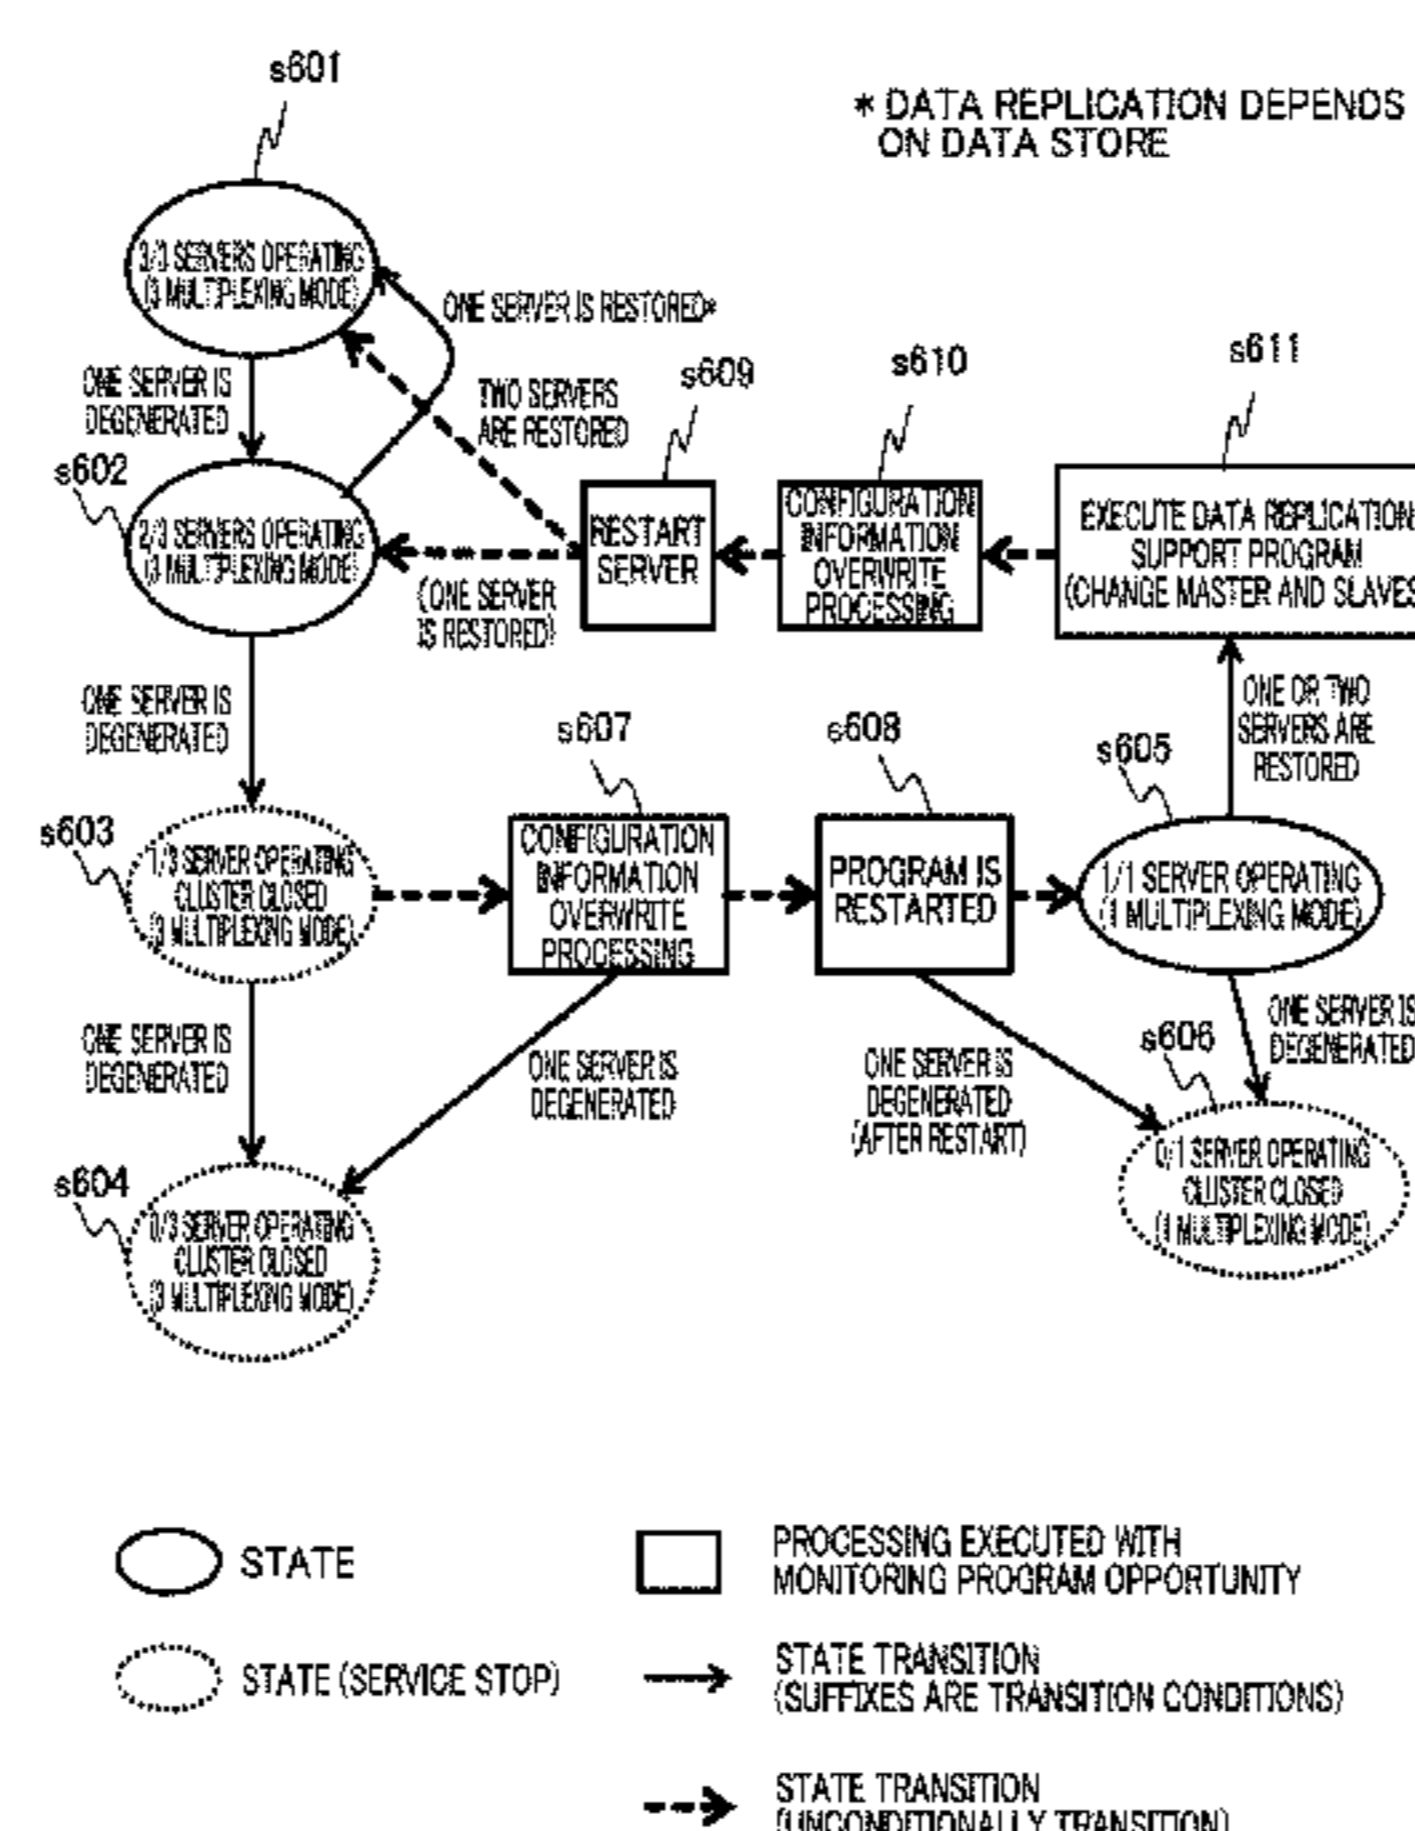 s601
* DATA REPLICATION DEPENDS
ON DATA STORE
3/3 SERVERS OPERATING
(3 MULTIPLEXING MODE)
ONE SERVER IS RESTORED*
ONE SERVER IS
DEGENERATED
TWO SERVERS
ARE RESTORED
s609
s610
s611
s602
2/3 SERVERS OPERATING
(3 MULTIPLEXING MODE)
(ONE SERVER
IS RESTORED)
RESTART
SERVER
CONFIGURATION
INFORMATION
OVERWRITE
PROCESSING
EXECUTE DATA REPLICATION
SUPPORT PROGRAM
(CHANGE MASTER AND SLAVES
ONE SERVER IS
DEGENERATED
s607
s608
s605
ONE OR TWO
SERVERS ARE
RESTORED
s603
1/3 SERVER OPERATING
CLUSTER CLOSED
(3 MULTIPLEXING MODE)
CONFIGURATION
INFORMATION
OVERWRITE
PROCESSING
PROGRAM IS
RESTARTED
1/1 SERVER OPERATING
(1 MULTIPLEXING MODE)
ONE SERVER IS
DEGENERATED
ONE SERVER IS
DEGENERATED
ONE SERVER IS
DEGENERATED
(AFTER RESTART)
s606
ONE SERVER IS
DEGENERATED
s604
0/3 SERVER OPERATING
CLUSTER CLOSED
(3 MULTIPLEXING MODE)
0/1 SERVER OPERATING
CLUSTER CLOSED
(1 MULTIPLEXING MODE)
STATE
PROCESSING EXECUTED WITH
MONITORING PROGRAM OPPORTUNITY
STATE (SERVICE STOP)
STATE TRANSITION
(SUFFIXES ARE TRANSITION CONDITIONS)
STATE TRANSITION
(UNCONDITIONALLY TRANSITION)